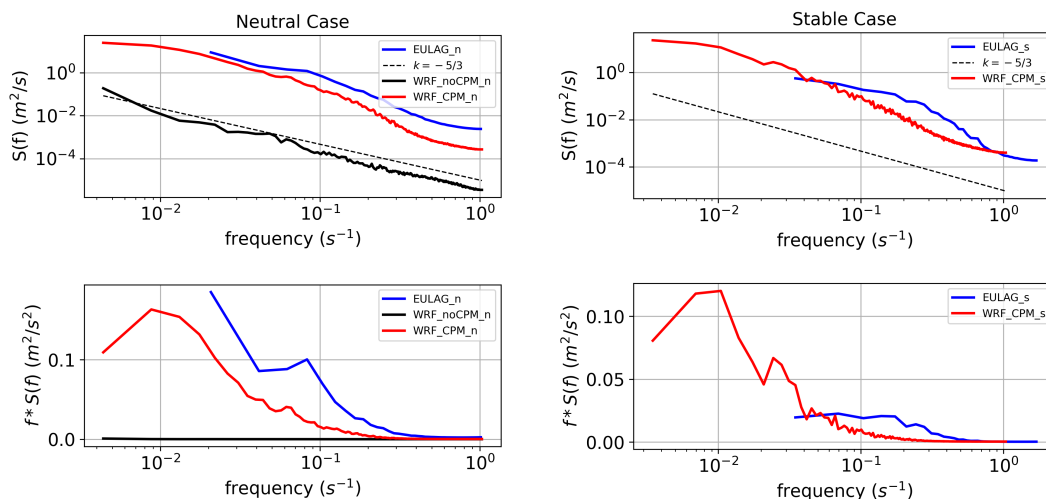 Neutral Case
S(f) (m²/s)
10⁰
10⁻²
10⁻⁴
EULAG_n
k = −5/3
WRF_noCPM_n
WRF_CPM_n
10⁻² 10⁻¹ 10⁰
frequency (s⁻¹)
Stable Case
S(f) (m²/s)
10⁰
10⁻²
10⁻⁴
EULAG_s
WRF_CPM_s
10⁻² 10⁻¹ 10⁰
frequency (s⁻¹)
f* S(f) (m²/s²)
0.1
0.0
EULAG_n
WRF_noCPM_n
WRF_CPM_n
10⁻² 10⁻¹ 10⁰
frequency (s⁻¹)
f* S(f) (m²/s²)
0.10
0.05
0.00
EULAG_s
WRF_CPM_s
10⁻² 10⁻¹ 10⁰
frequency (s⁻¹)